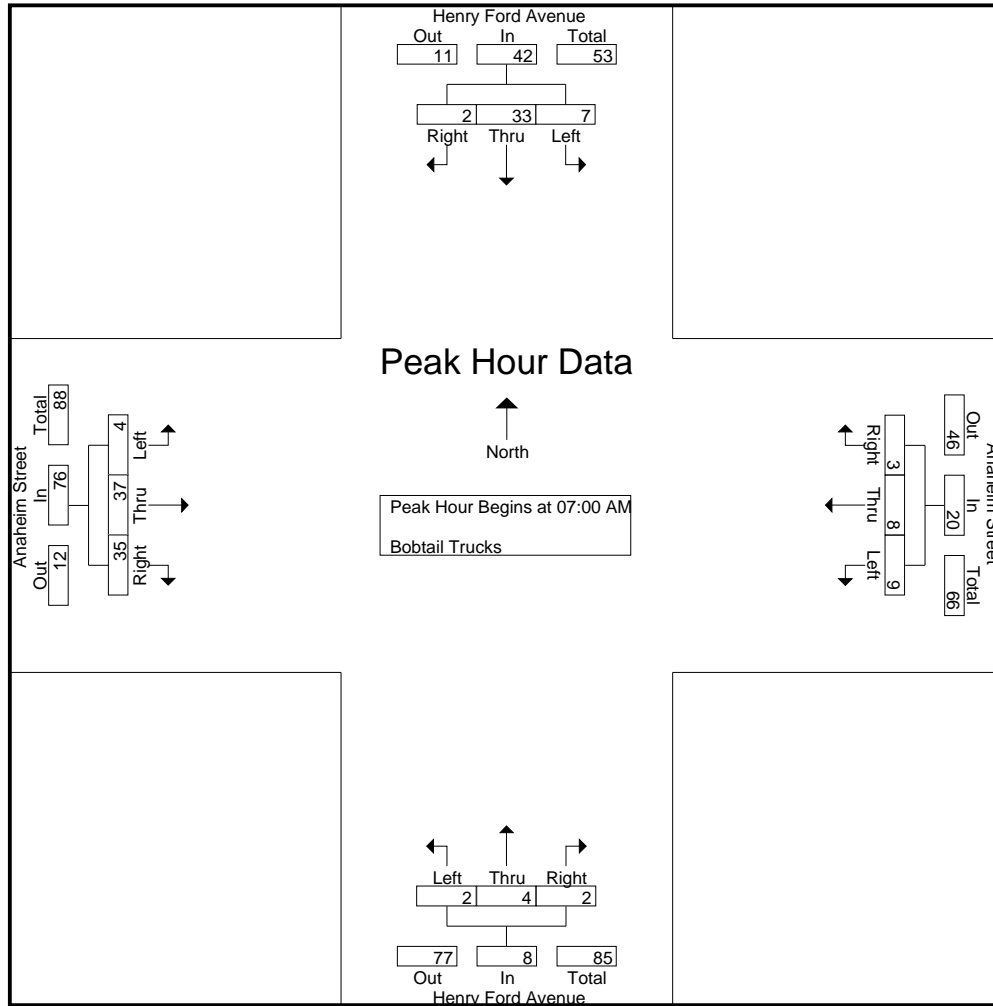 Henry Ford Avenue
Out In Total
11 42 53
2 33 7
Right Thru Left
Peak Hour Data
North
Peak Hour Begins at 07:00 AM
Bobtail Trucks
Anaheim Street
Out In Total
12 76 88
35 37 4
Right Thru Left
Anaheim Street
Out In Total
46 20 66
3 8 9
Right Thru Left
Left Thru Right
2 4 2
77 8 85
Out In Total
Henry Ford Avenue